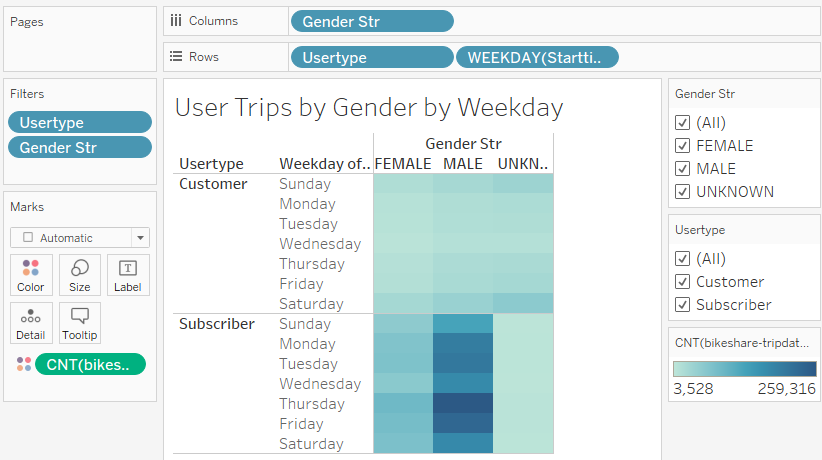 Pages
Columns
Gender Str
Rows
Usertype
WEEKDAY(Startti..
Filters
Usertype
Gender Str
Marks
Automatic
Color
Size
Label
Detail
Tooltip
CNT(bikes..
User Trips by Gender by Weekday
Gender Str
Usertype Weekday of.. FEMALE MALE UNKN..
Customer Sunday
Monday
Tuesday
Wednesday
Thursday
Friday
Saturday
Subscriber Sunday
Monday
Tuesday
Wednesday
Thursday
Friday
Saturday
Gender Str
(All)
FEMALE
MALE
UNKNOWN
Usertype
(All)
Customer
Subscriber
CNT(bikeshare-tripdat...
3,528 259,316